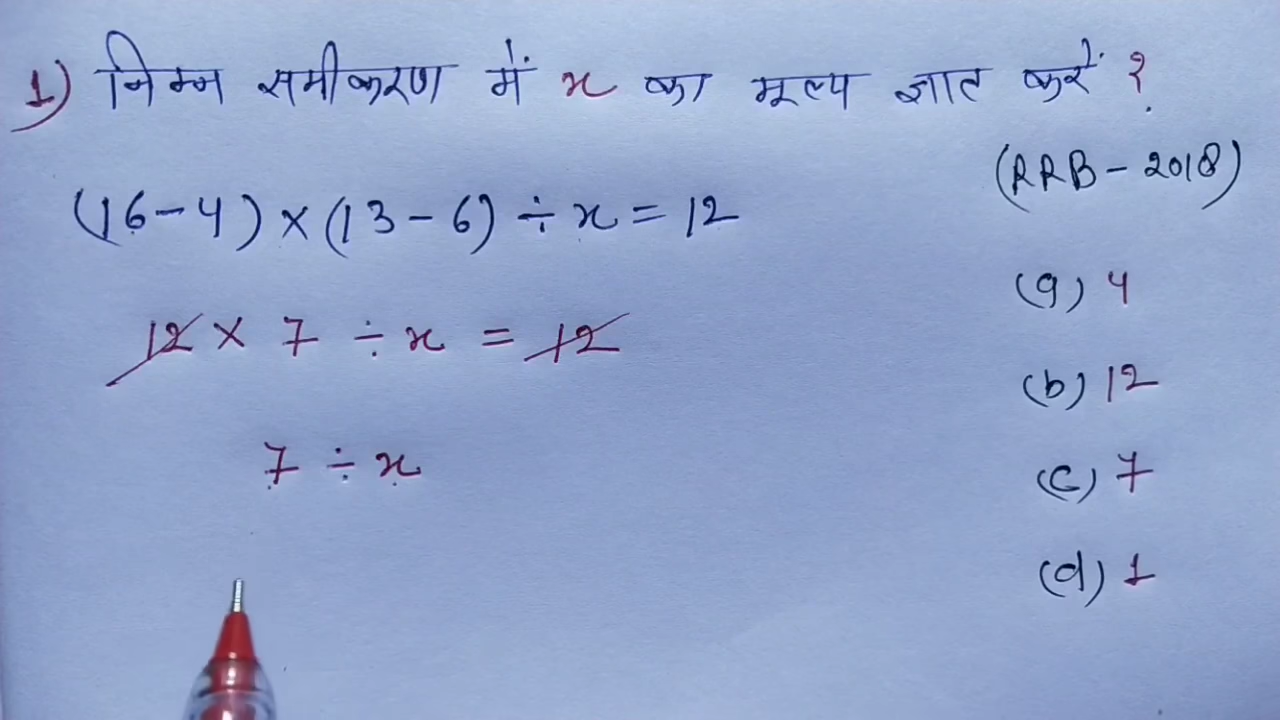 1) निम्न समीकरण में x का मूल्य ज्ञात करें ?
(RRB - 2018)
(16 - 4) × (13 - 6) ÷ x = 12
12 × 7 ÷ x = 12
7 ÷ x
(a) 4
(b) 12
(c) 7
(d) 1